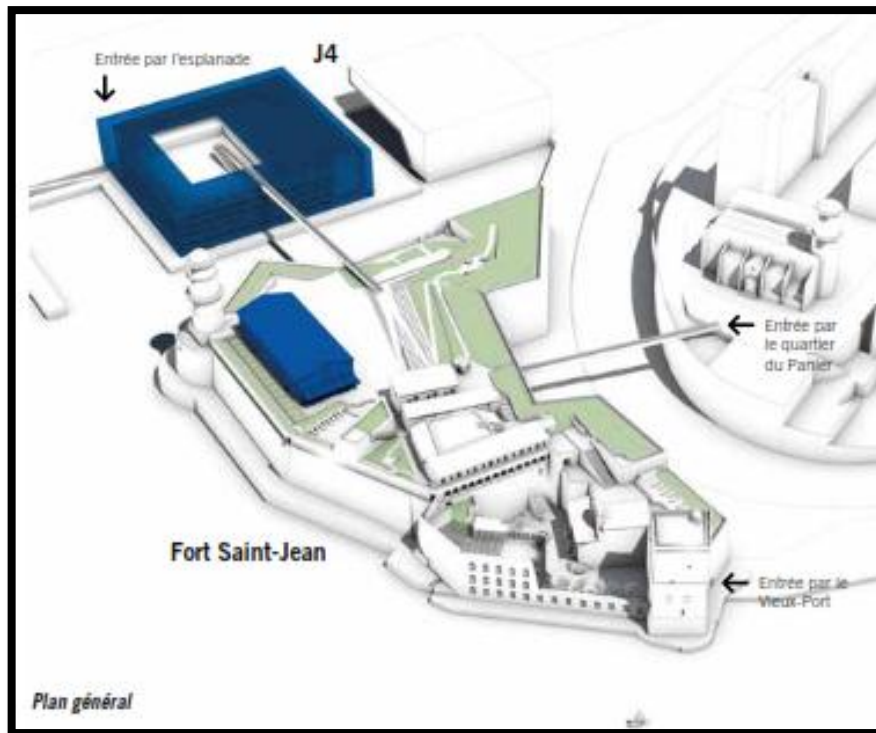 J4
Entrée par l'esplanade
Entrée par
le quartier
du Panier
Fort Saint-Jean
Entrée par le
Vieux-Port
Plan général